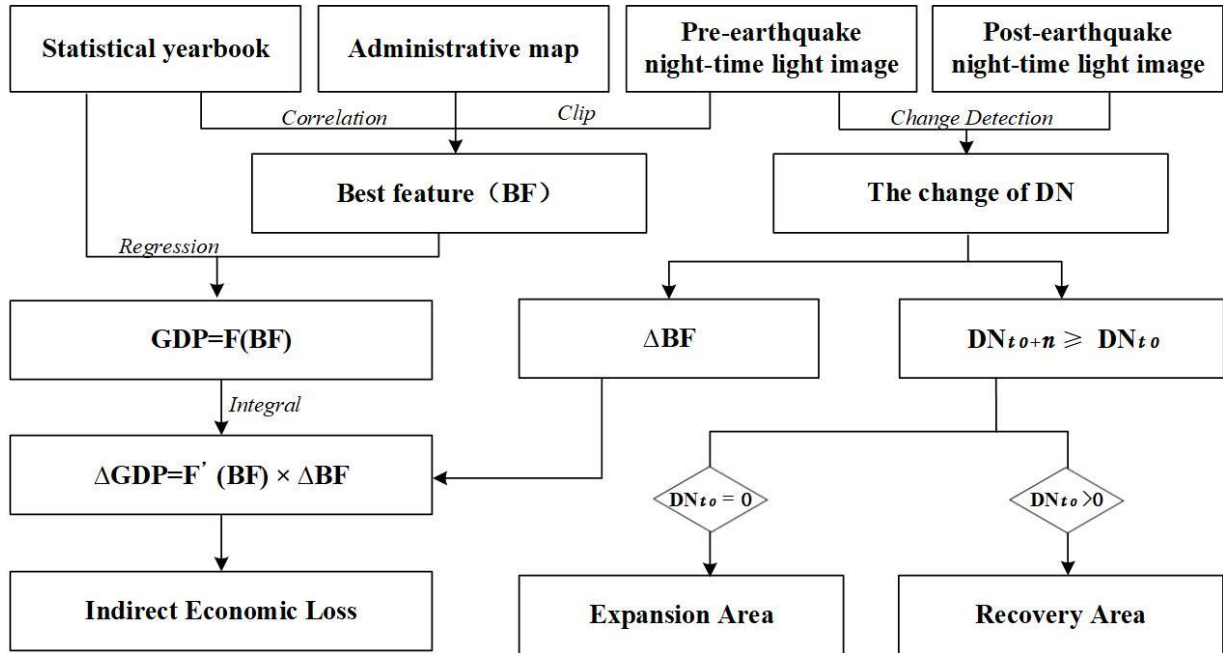 Statistical yearbook
Administrative map
Pre-earthquake
night-time light image
Post-earthquake
night-time light image
Correlation
Clip
Change Detection
Best feature（BF）
The change of DN
Regression
GDP=F(BF)
ΔBF
DNt0+n ⩾ DNt0
Integral
ΔGDP=F’ (BF) × ΔBF
DNt0 = 0
DNt0 >0
Indirect Economic Loss
Expansion Area
Recovery Area